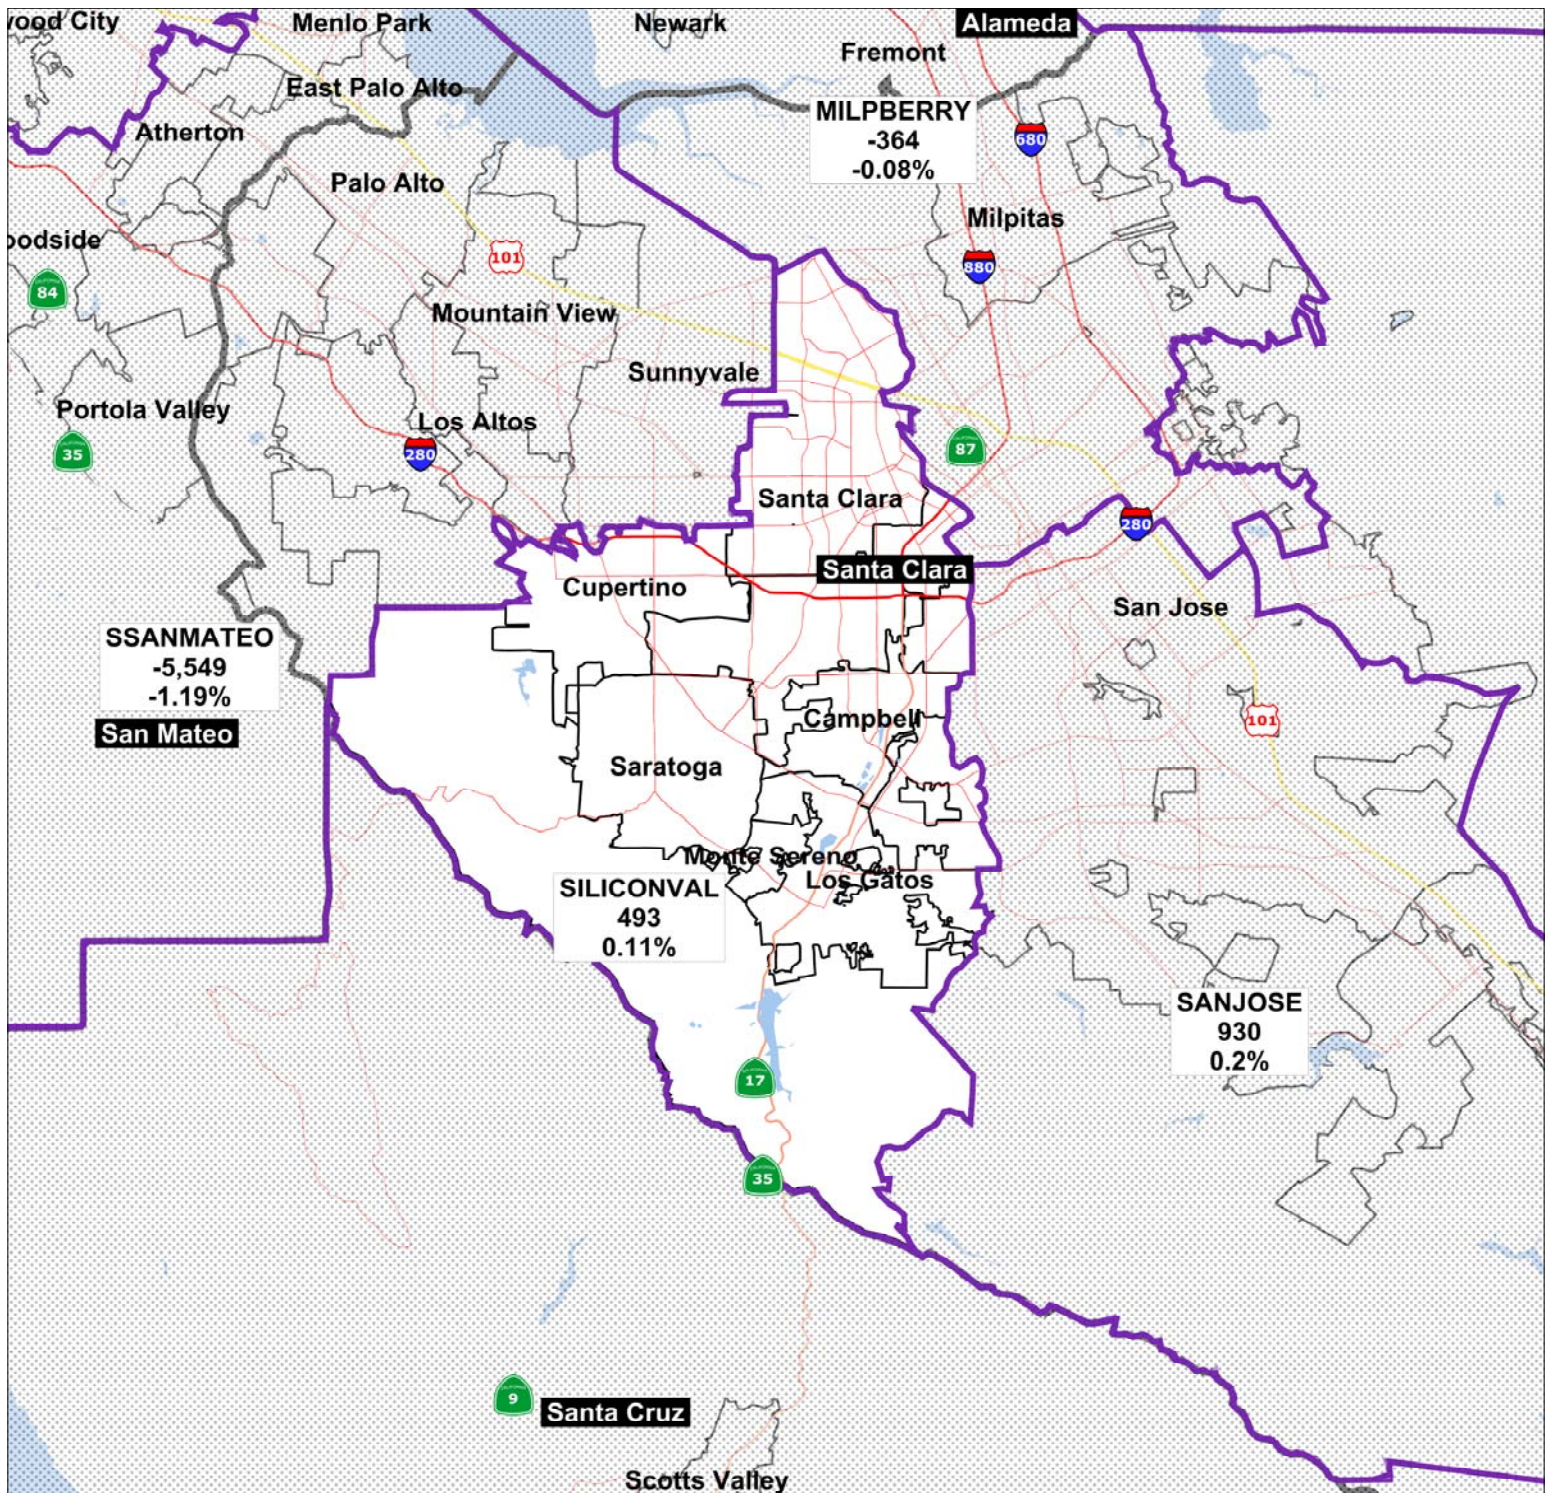 wood City
Menlo Park
Newark
Alameda
Fremont
East Palo Alto
MILPBERRY
-364
-0.08%
Atherton
680
Palo Alto
Milpitas
oodside
101
880
84
Mountain View
Sunnyvale
Portola Valley
Los Altos
35
280
87
Santa Clara
280
Santa Clara
Cupertino
San Jose
SSANMATEO
-5,549
-1.19%
San Mateo
Campbell
101
Saratoga
Monte Sereno
Los Gatos
SILICONVAL
493
0.11%
SANJOSE
930
0.2%
17
35
9
Santa Cruz
Scotts Valley